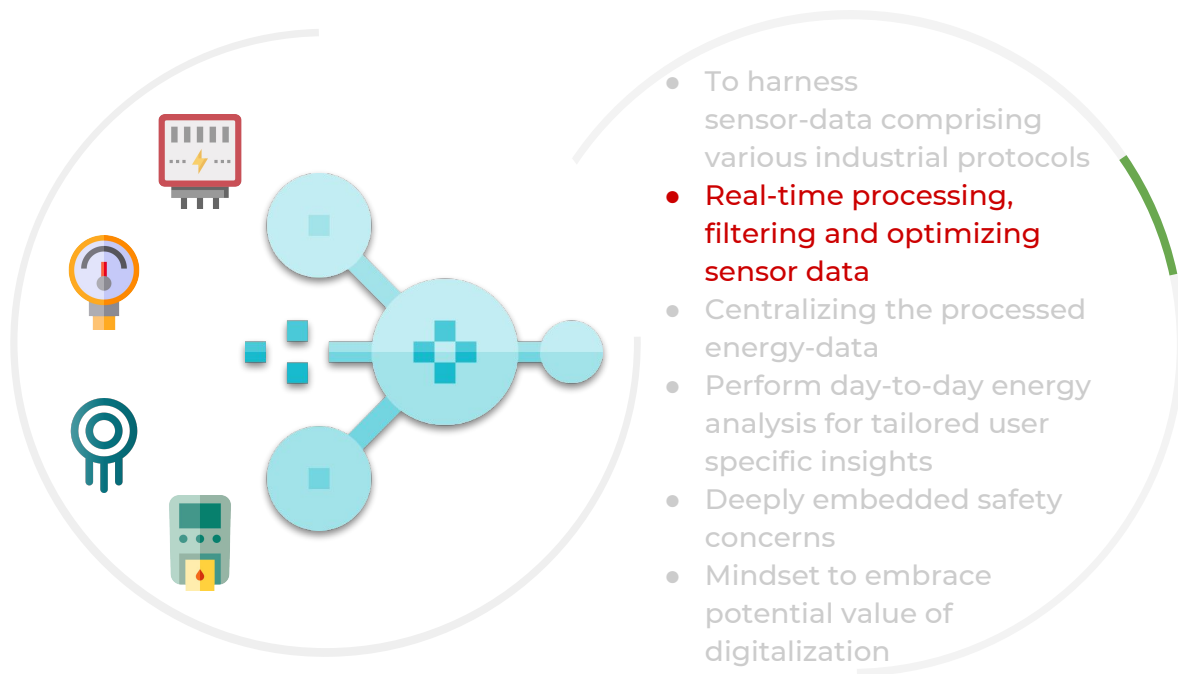 ● To harness
sensor-data comprising
various industrial protocols
● Real-time processing,
filtering and optimizing
sensor data
● Centralizing the processed
energy-data
● Perform day-to-day energy
analysis for tailored user
specific insights
● Deeply embedded safety
concerns
● Mindset to embrace
potential value of
digitalization